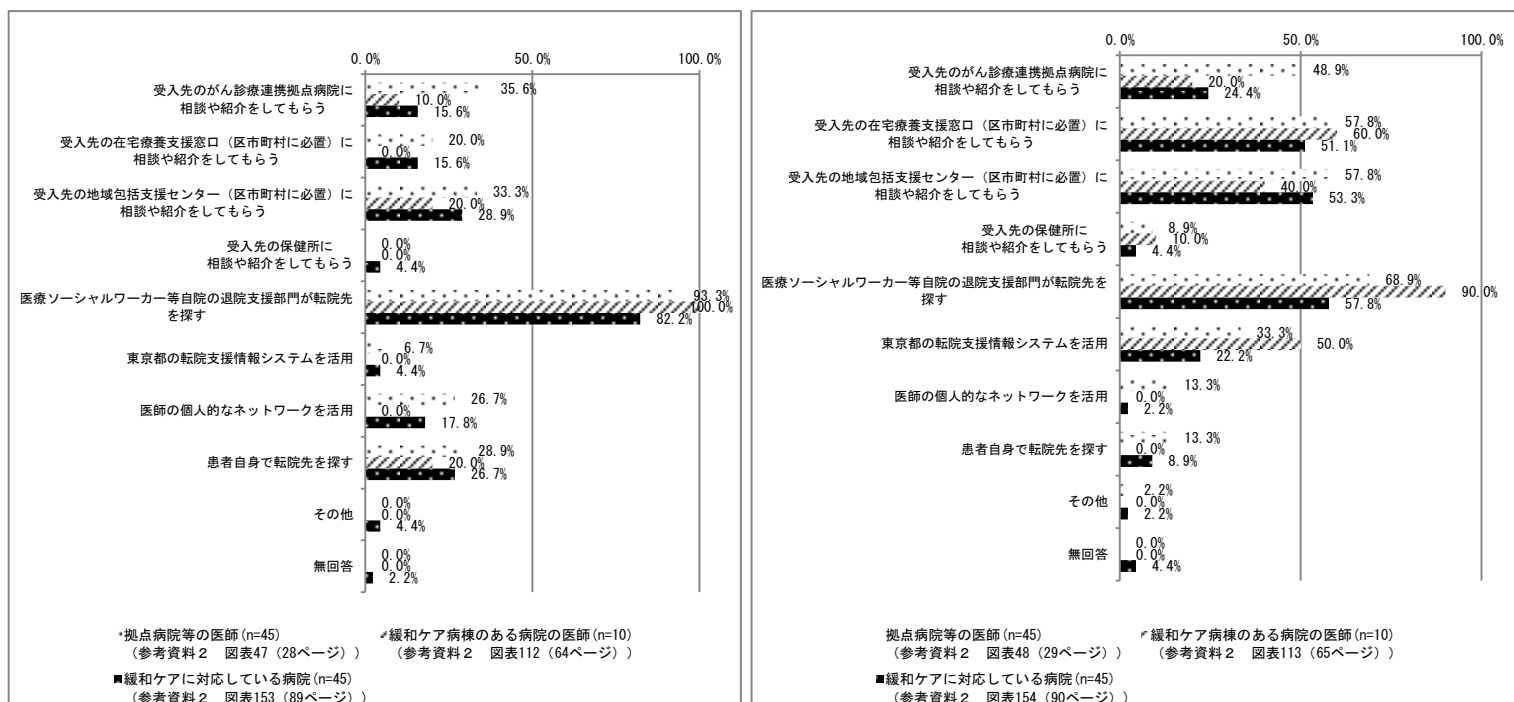 0.0%
50.0%
100.0%
受入先のがん診療連携拠点病院に
相談や紹介をしてもらう
35.6%
10.0%
15.6%
受入先の在宅療養支援窓口（区市町村に必置）に
相談や紹介をしてもらう
20.0%
0.0%
15.6%
受入先の地域包括支援センター（区市町村に必置）に
相談や紹介をしてもらう
33.3%
20.0%
28.9%
受入先の保健所に
相談や紹介をしてもらう
0.0%
0.0%
4.4%
医療ソーシャルワーカー等自院の退院支援部門が転院先
を探す
93.3%
100.0%
82.2%
東京都の転院支援情報システムを活用
6.7%
0.0%
4.4%
医師の個人的なネットワークを活用
26.7%
0.0%
17.8%
患者自身で転院先を探す
28.9%
20.0%
26.7%
その他
0.0%
0.0%
4.4%
無回答
0.0%
0.0%
2.2%
拠点病院等の医師(n=45)
（参考資料２　図表47（28ページ））
緩和ケア病棟のある病院の医師(n=10)
（参考資料２　図表112（64ページ））
緩和ケアに対応している病院(n=45)
（参考資料２　図表153（89ページ））
0.0%
50.0%
100.0%
受入先のがん診療連携拠点病院に
相談や紹介をしてもらう
48.9%
20.0%
24.4%
受入先の在宅療養支援窓口（区市町村に必置）に
相談や紹介をしてもらう
57.8%
60.0%
51.1%
受入先の地域包括支援センター（区市町村に必置）に
相談や紹介をしてもらう
57.8%
40.0%
53.3%
受入先の保健所に
相談や紹介をしてもらう
8.9%
10.0%
4.4%
医療ソーシャルワーカー等自院の退院支援部門が転院先を
探す
68.9%
90.0%
57.8%
東京都の転院支援情報システムを活用
33.3%
50.0%
22.2%
医師の個人的なネットワークを活用
13.3%
0.0%
2.2%
患者自身で転院先を探す
13.3%
0.0%
8.9%
その他
2.2%
0.0%
2.2%
無回答
0.0%
0.0%
4.4%
拠点病院等の医師(n=45)
（参考資料２　図表48（29ページ））
緩和ケア病棟のある病院の医師(n=10)
（参考資料２　図表113（65ページ））
緩和ケアに対応している病院(n=45)
（参考資料２　図表154（90ページ））